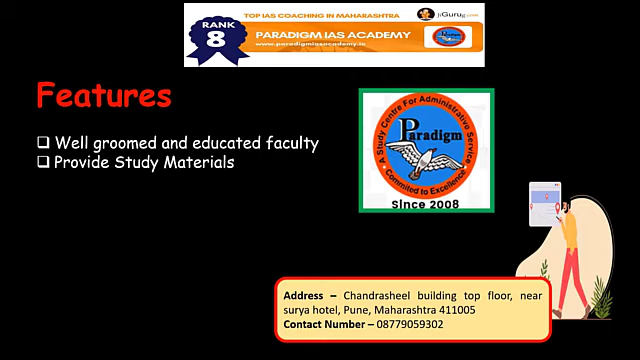 TOP IAS COACHING IN MAHARASHTRA
RANK
8
PARADIGM IAS ACADEMY
www.paradigmiasacademy.in
Features
Well groomed and educated faculty
Provide Study Materials
A Study Centre For Administrative Service
Paradigm
Commited to Excellence
Since 2008
Address – Chandrasheel building top floor, near
surya hotel, Pune, Maharashtra 411005
Contact Number – 08779059302